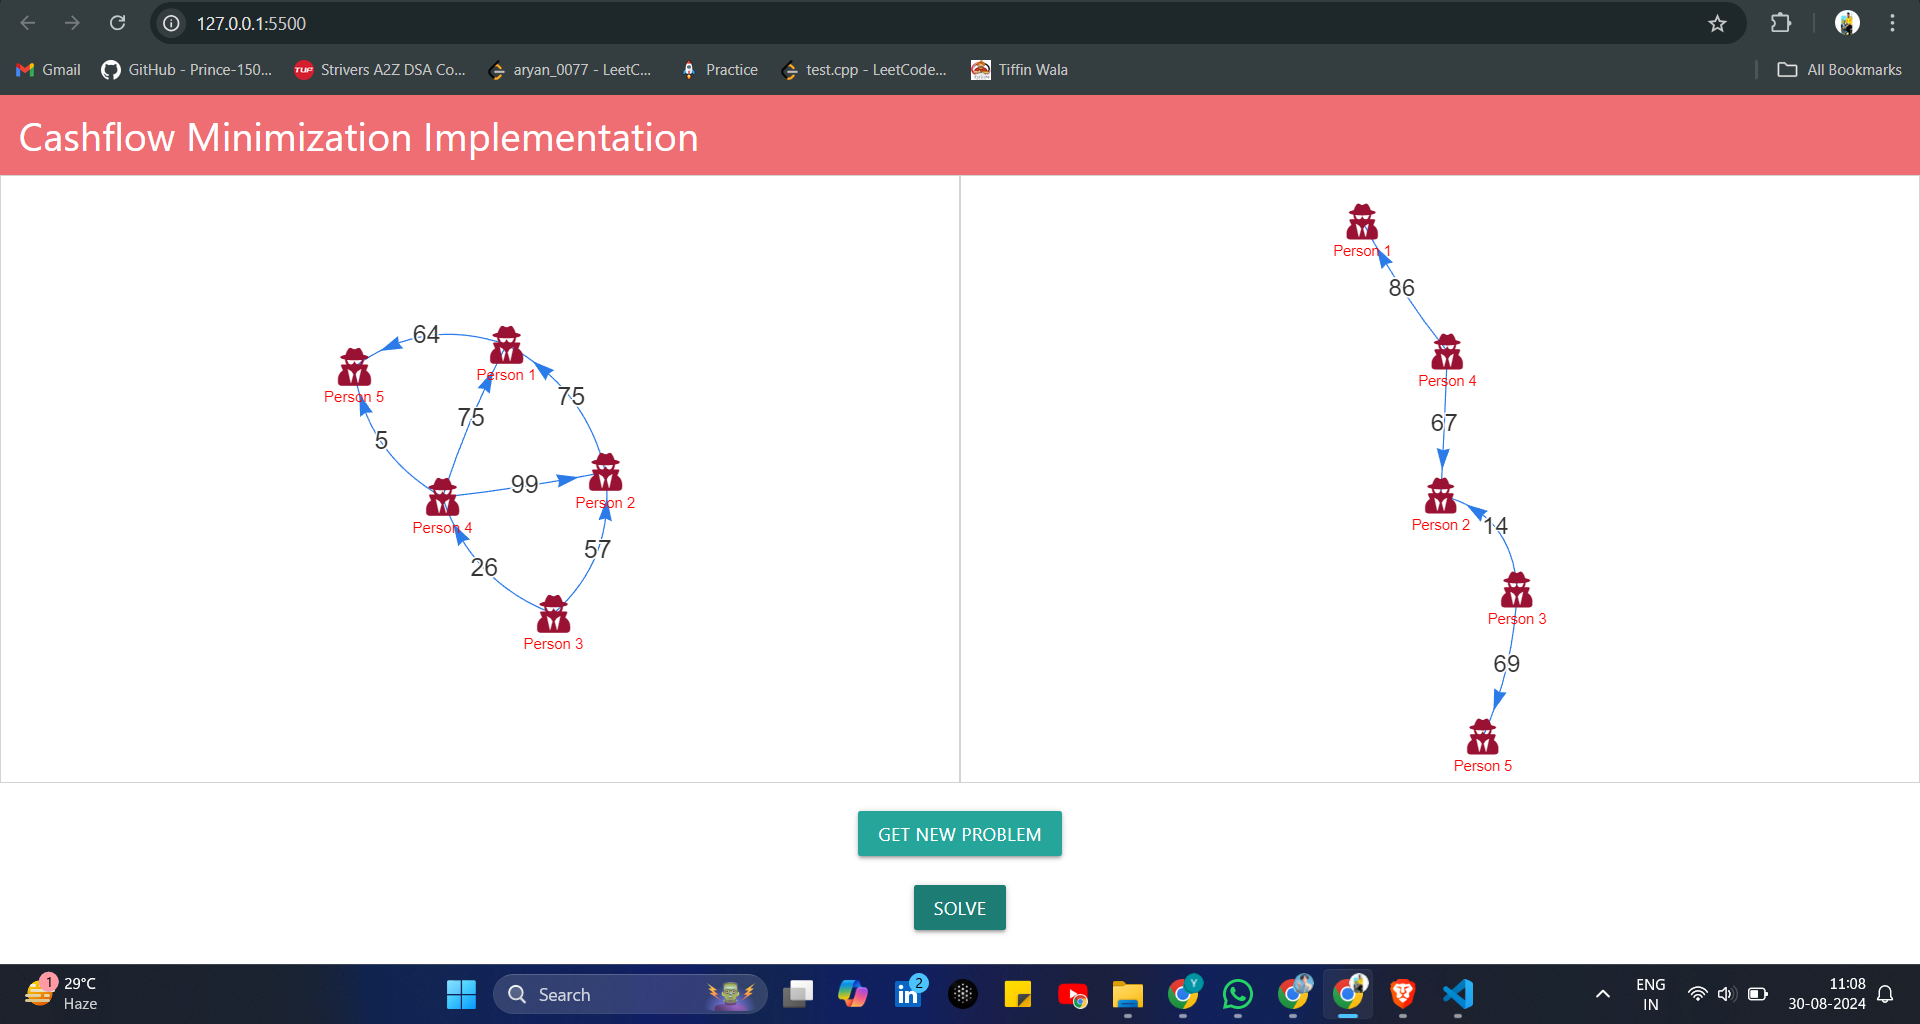 127.0.0.1:5500
Gmail
GitHub - Prince-150...
TUF
Strivers A2Z DSA Co...
aryan_0077 - LeetC...
Practice
test.cpp - LeetCode...
Tiffin Wala
All Bookmarks
Cashflow Minimization Implementation
64
Person 1
Person 5
75
75
5
99
Person 2
Person 4
57
26
Person 3
Person 1
86
Person 4
67
Person 2
14
Person 3
69
Person 5
GET NEW PROBLEM
SOLVE
1
29°C
Haze
Search
2
Y
ENG
IN
11:08
30-08-2024